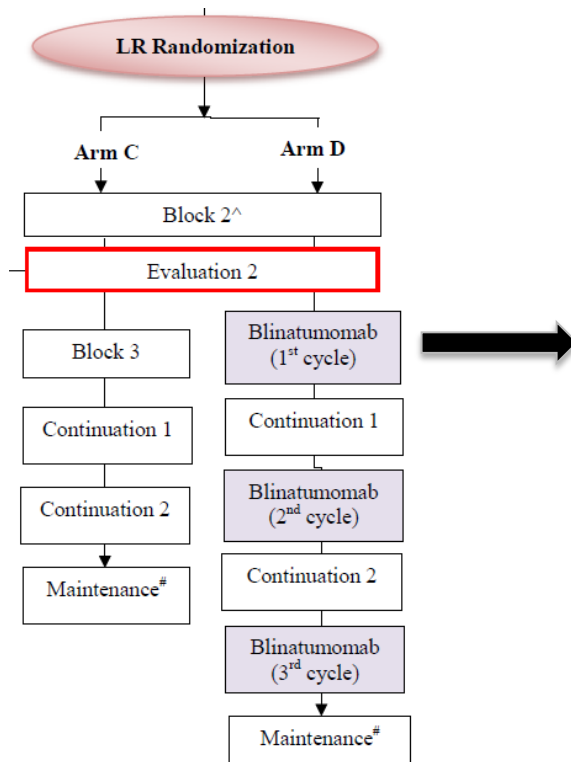 LR Randomization
Arm C
Arm D
Block 2^
Evaluation 2
Block 3
Continuation 1
Continuation 2
Maintenance#
Blinatumomab
(1st cycle)
Continuation 1
Blinatumomab
(2nd cycle)
Continuation 2
Blinatumomab
(3rd cycle)
Maintenance#